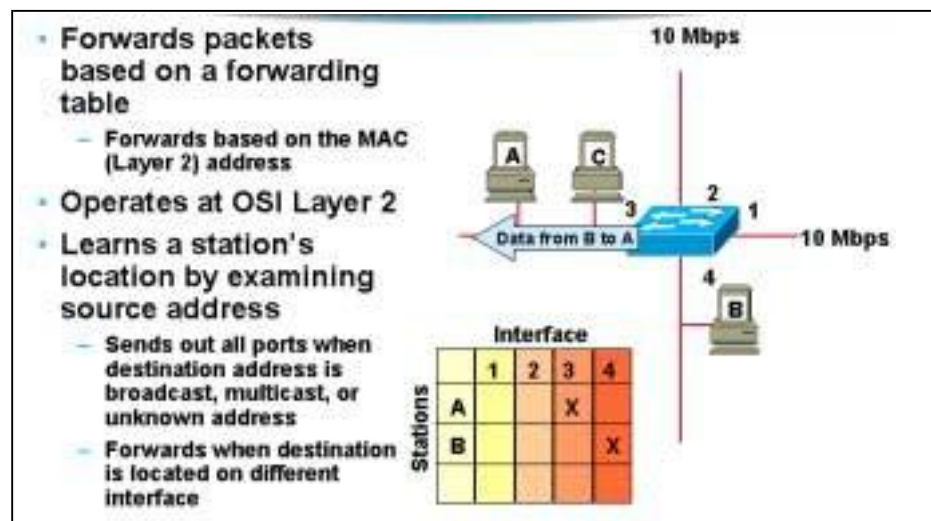 • Forwards packets
based on a forwarding
table
– Forwards based on the MAC
(Layer 2) address
• Operates at OSI Layer 2
• Learns a station's
location by examining
source address
– Sends out all ports when
destination address is
broadcast, multicast, or
unknown address
– Forwards when destination
is located on different
interface
10 Mbps
A
C
3
2
1
Data from B to A
10 Mbps
4
B
Interface
1 2 3 4
Stations
A X
B X